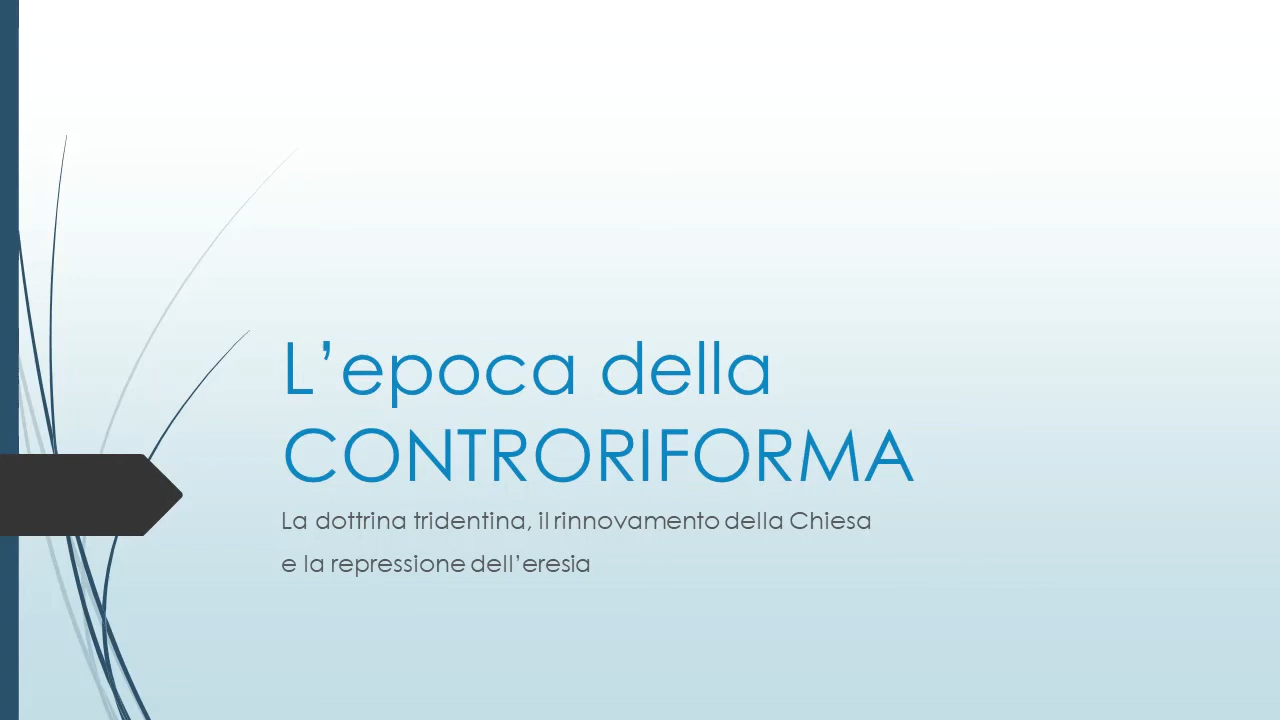 L’epoca della
CONTRORIFORMA
La dottrina tridentina, il rinnovamento della Chiesa
e la repressione dell’eresia